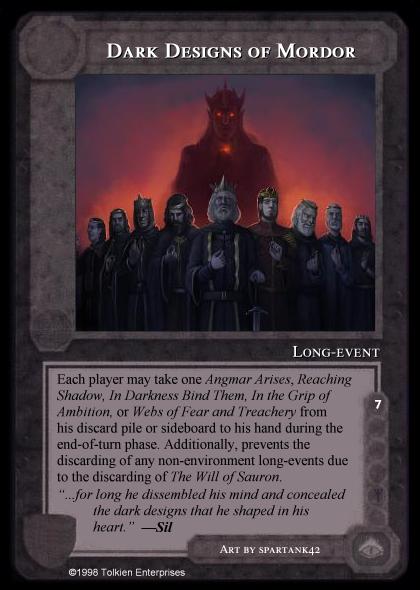 Dark Designs of Mordor
Long-event
Each player may take one Angmar Arises, Reaching
Shadow, In Darkness Bind Them, In the Grip of
Ambition, or Webs of Fear and Treachery from
his discard pile or sideboard to his hand during the
end-of-turn phase. Additionally, prevents the
discarding of any non-environment long-events due
to the discarding of The Will of Sauron.
7
“...for long he dissembled his mind and concealed
the dark designs that he shaped in his
heart.” —Sil
Art by spartank42
©1998 Tolkien Enterprises